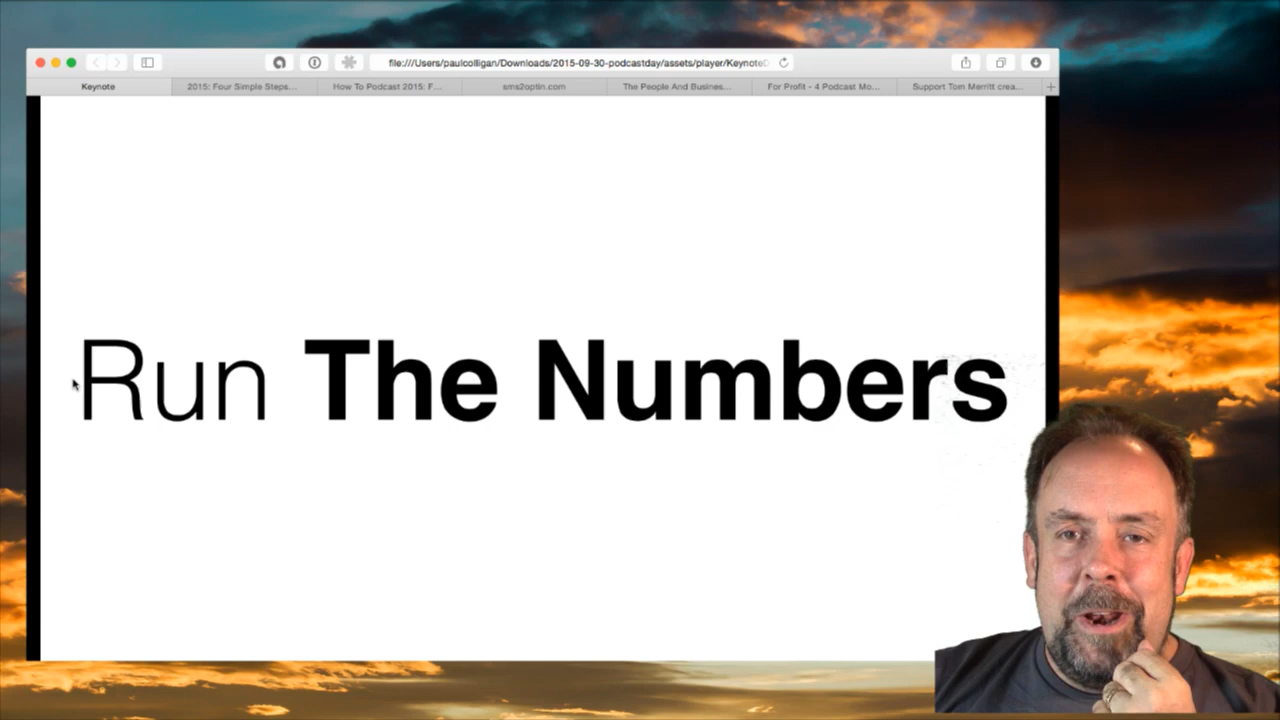 file:///Users/paulcolligan/Downloads/2015-09-30-podcastday/assets/player/Keynote
Keynote
2015: Four Simple Steps...
How To Podcast 2015: F...
sms2optin.com
The People And Busines...
For Profit - 4 Podcast Mo...
Support Tom Merritt crea...
Run The Numbers